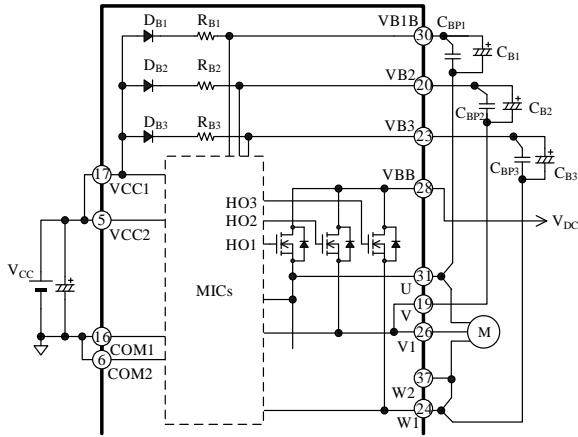 DB1 RB1 VB1B 30 CBP1 CB1
DB2 RB2 VB2 20 CBP2 CB2
DB3 RB3 VB3 23 CBP3 CB3
17 VCC1
VBB 28
HO3
HO2
HO1
5 VCC2
VDC
VCC
MICs
31 U
19 V
26 V1
M
16 COM1
6 COM2
37 W2
24 W1